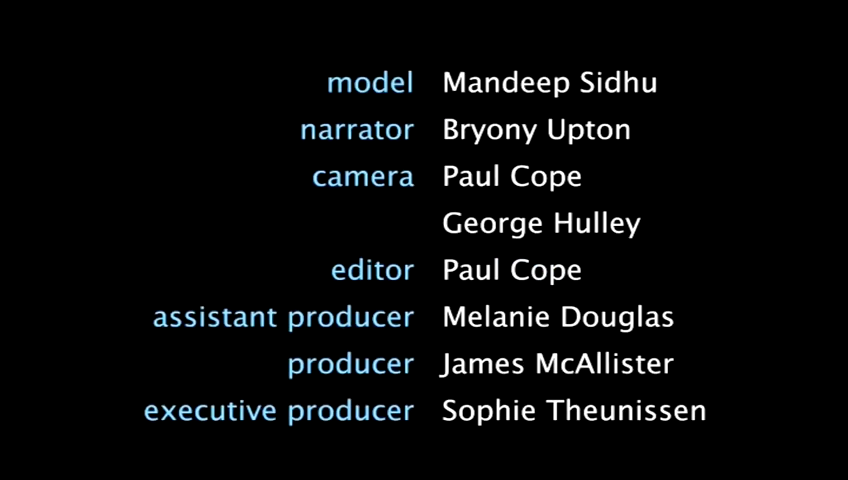 model Mandeep Sidhu
narrator Bryony Upton
camera Paul Cope
George Hulley
editor Paul Cope
assistant producer Melanie Douglas
producer James McAllister
executive producer Sophie Theunissen